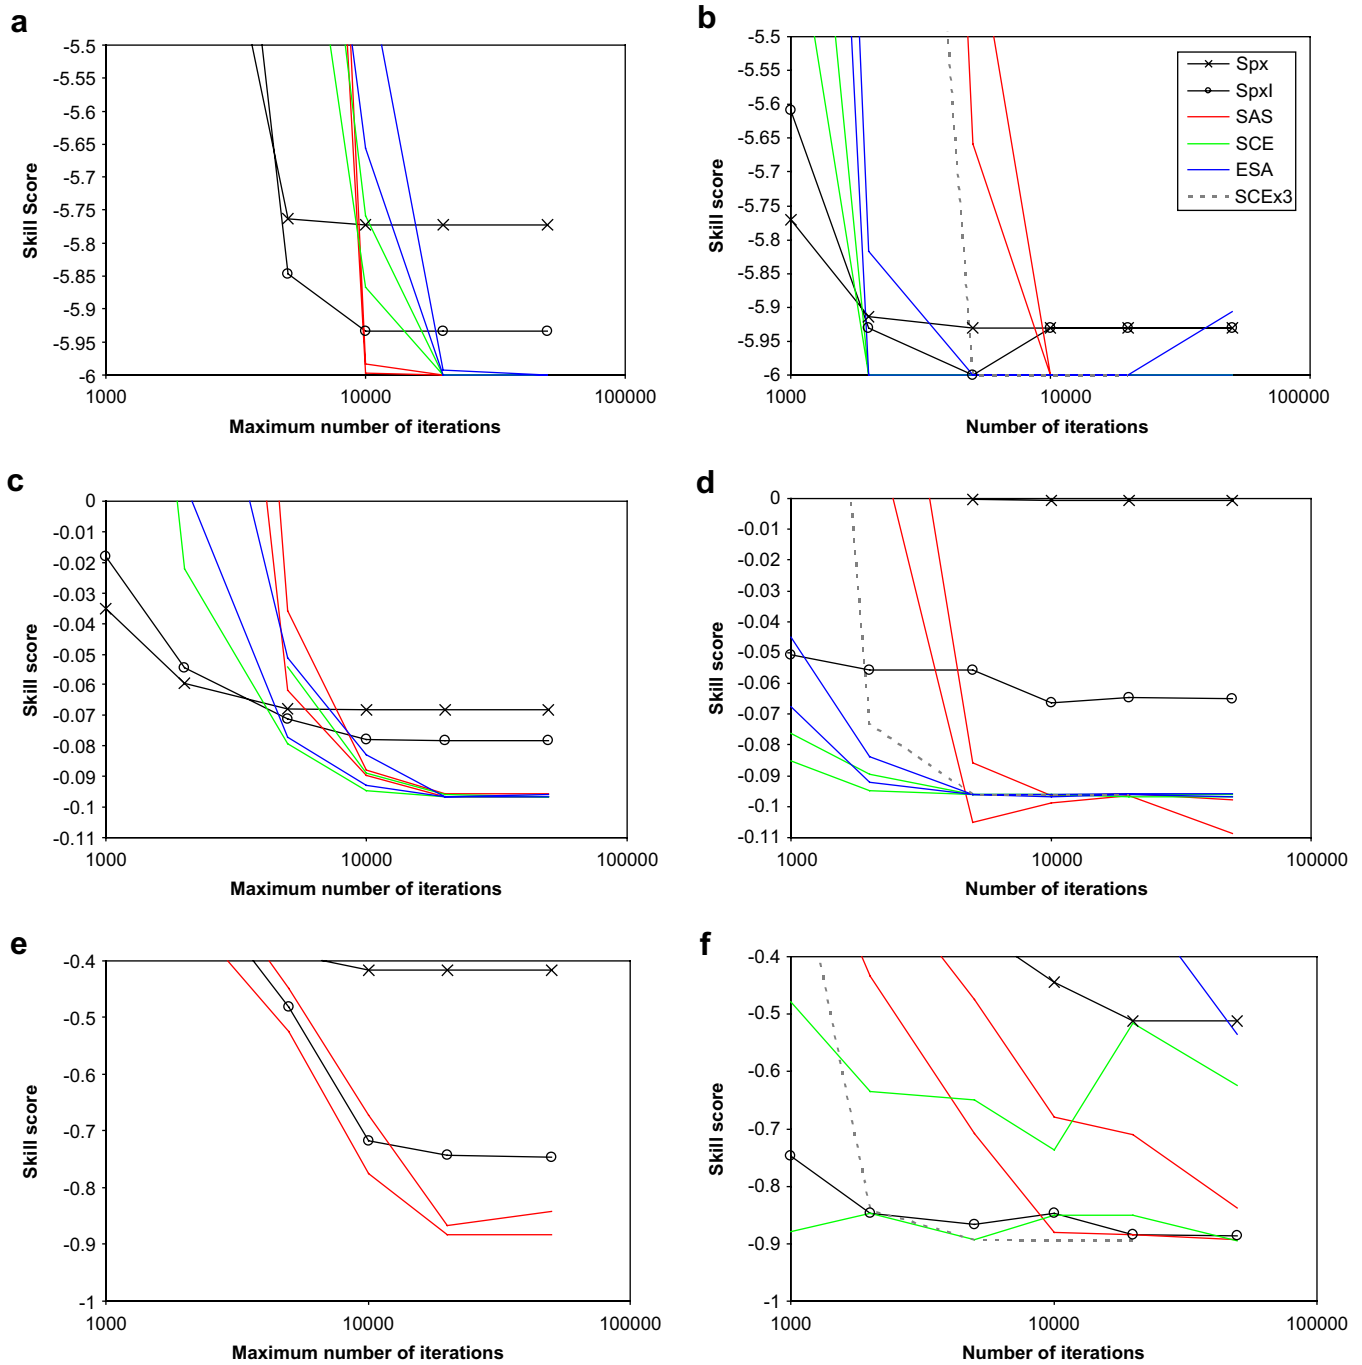 a
-5.5
-5.55
-5.6
-5.65
-5.7
-5.75
-5.8
-5.85
-5.9
-5.95
-6
Skill Score
1000 10000 100000
Maximum number of iterations
b
-5.5
-5.55
-5.6
-5.65
-5.7
-5.75
-5.8
-5.85
-5.9
-5.95
-6
Skill score
1000 10000 100000
Number of iterations
Spx
SpxI
SAS
SCE
ESA
SCEx3
c
0
-0.01
-0.02
-0.03
-0.04
-0.05
-0.06
-0.07
-0.08
-0.09
-0.1
-0.11
Skill score
1000 10000 100000
Maximum number of iterations
d
0
-0.01
-0.02
-0.03
-0.04
-0.05
-0.06
-0.07
-0.08
-0.09
-0.1
-0.11
Skill score
1000 10000 100000
Number of iterations
e
-0.4
-0.5
-0.6
-0.7
-0.8
-0.9
-1
Skill score
1000 10000 100000
Maximum number of iterations
f
-0.4
-0.5
-0.6
-0.7
-0.8
-0.9
-1
Skill score
1000 10000 100000
Number of iterations